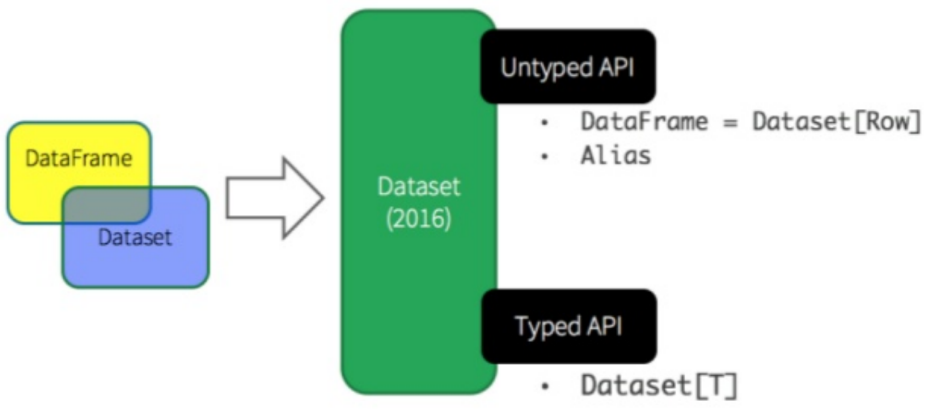 DataFrame
Dataset
Dataset
(2016)
Untyped API
• DataFrame = Dataset[Row]
• Alias
Typed API
• Dataset[T]